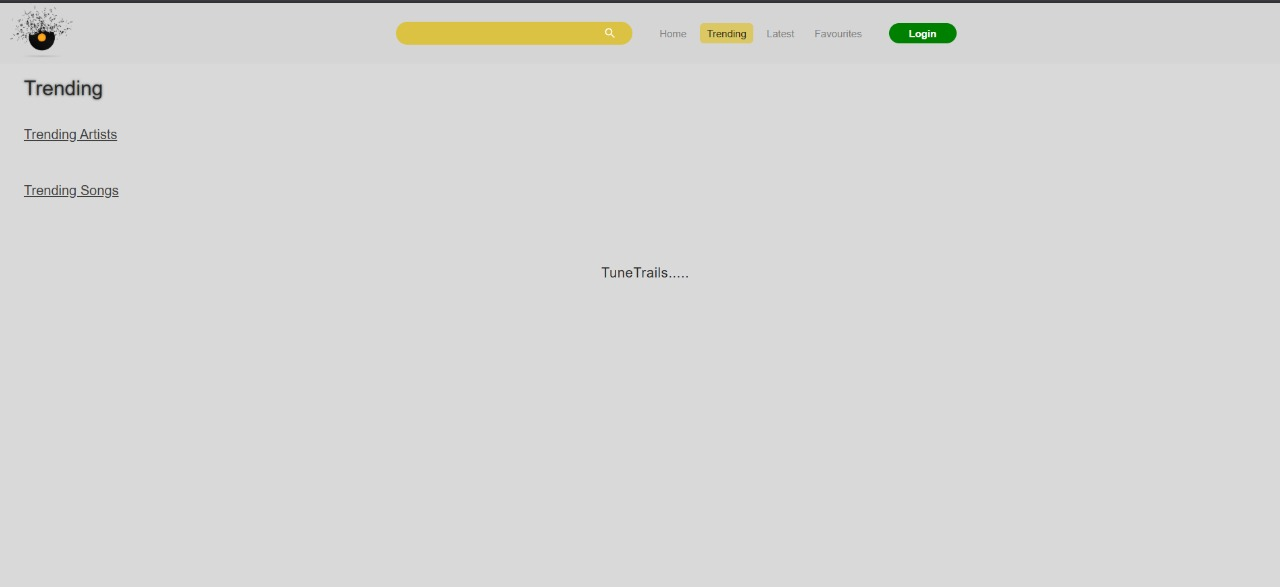 Home Trending Latest Favourites Login
Trending
Trending Artists
Trending Songs
TuneTrails.....